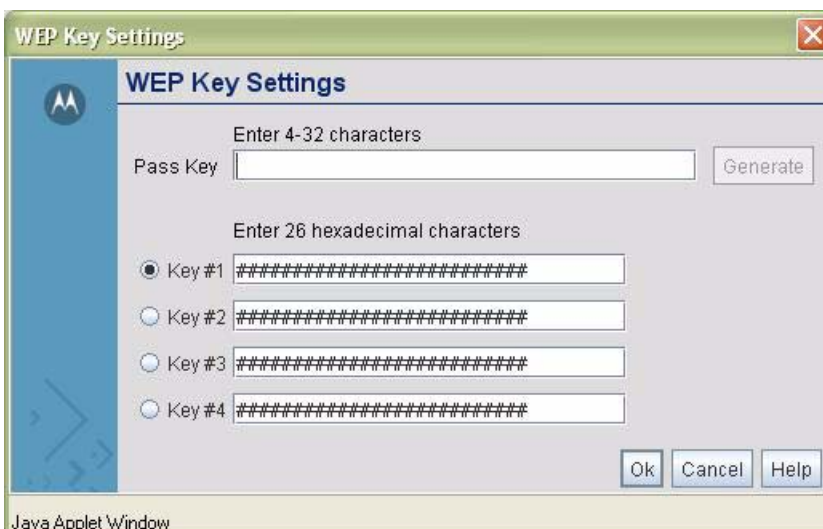 WEP Key Settings
WEP Key Settings
Enter 4-32 characters
Pass Key
Generate
Enter 26 hexadecimal characters
Key #1 ##########################
Key #2 ##########################
Key #3 ##########################
Key #4 ##########################
Ok Cancel Help
Java Applet Window